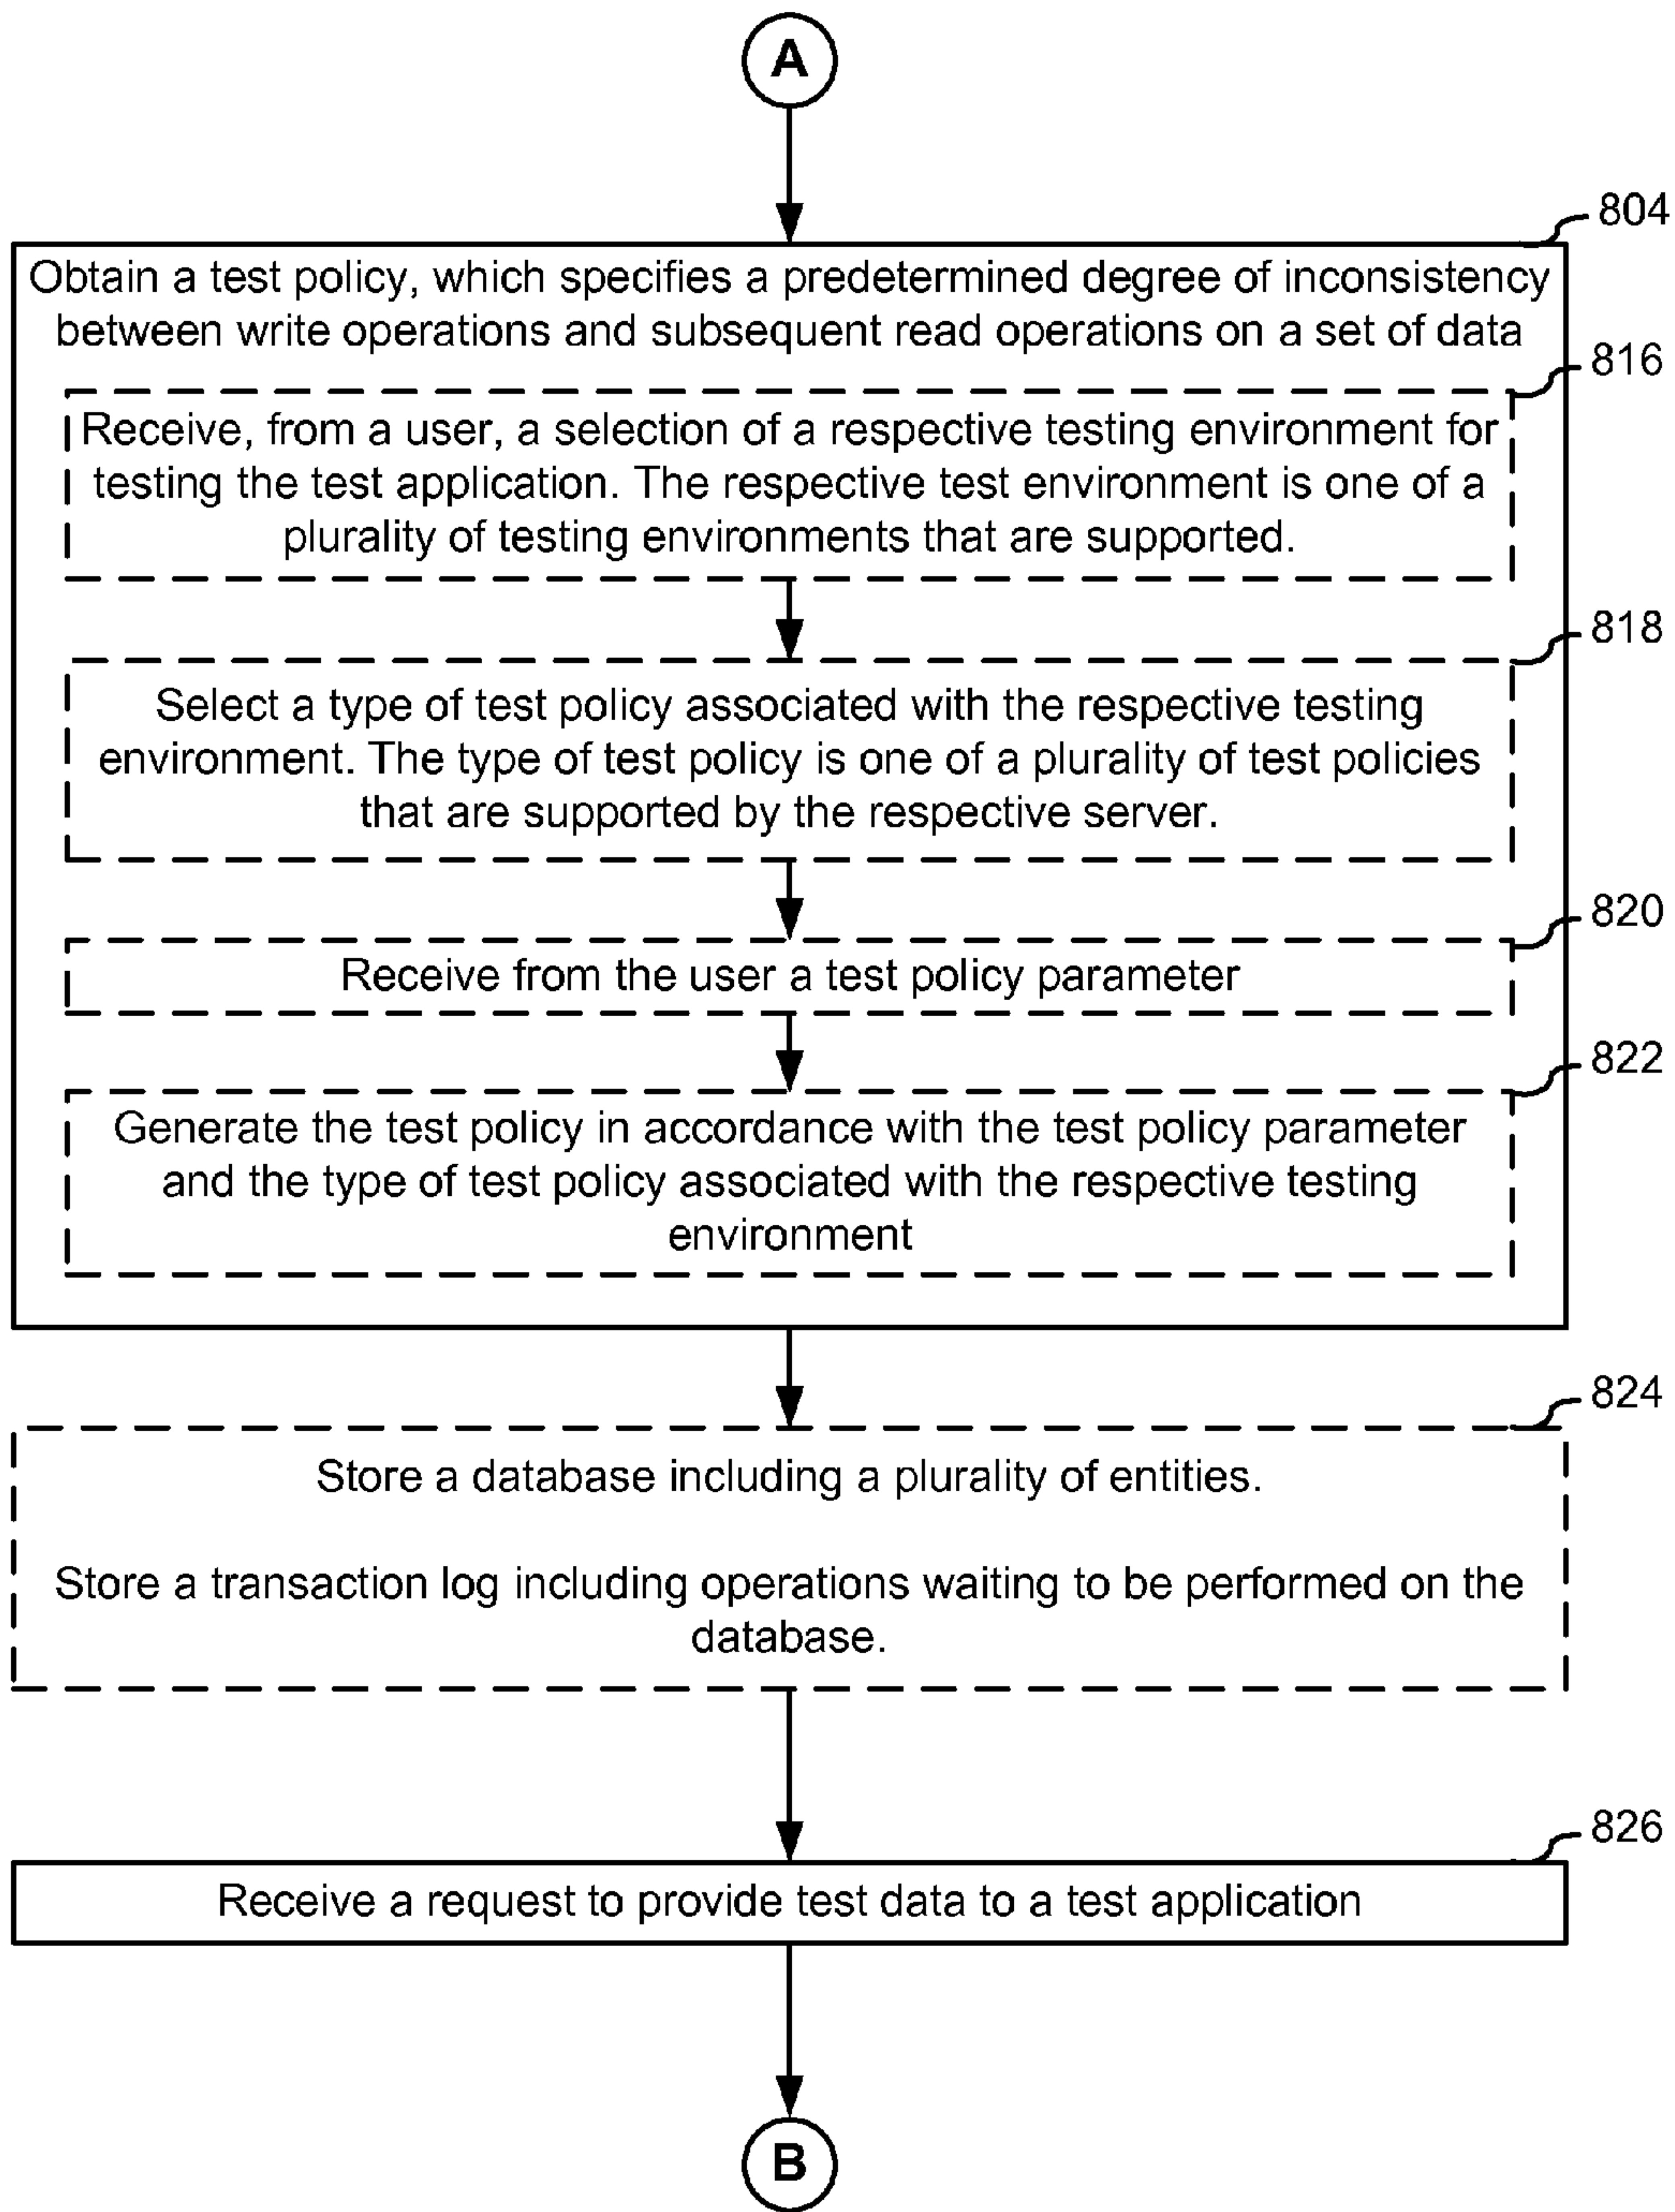 A
804
Obtain a test policy, which specifies a predetermined degree of inconsistency
between write operations and subsequent read operations on a set of data
816
Receive, from a user, a selection of a respective testing environment for
testing the test application. The respective test environment is one of a
plurality of testing environments that are supported.
818
Select a type of test policy associated with the respective testing
environment. The type of test policy is one of a plurality of test policies
that are supported by the respective server.
820
Receive from the user a test policy parameter
822
Generate the test policy in accordance with the test policy parameter
and the type of test policy associated with the respective testing
environment
824
Store a database including a plurality of entities.
Store a transaction log including operations waiting to be performed on the
database.
826
Receive a request to provide test data to a test application
B